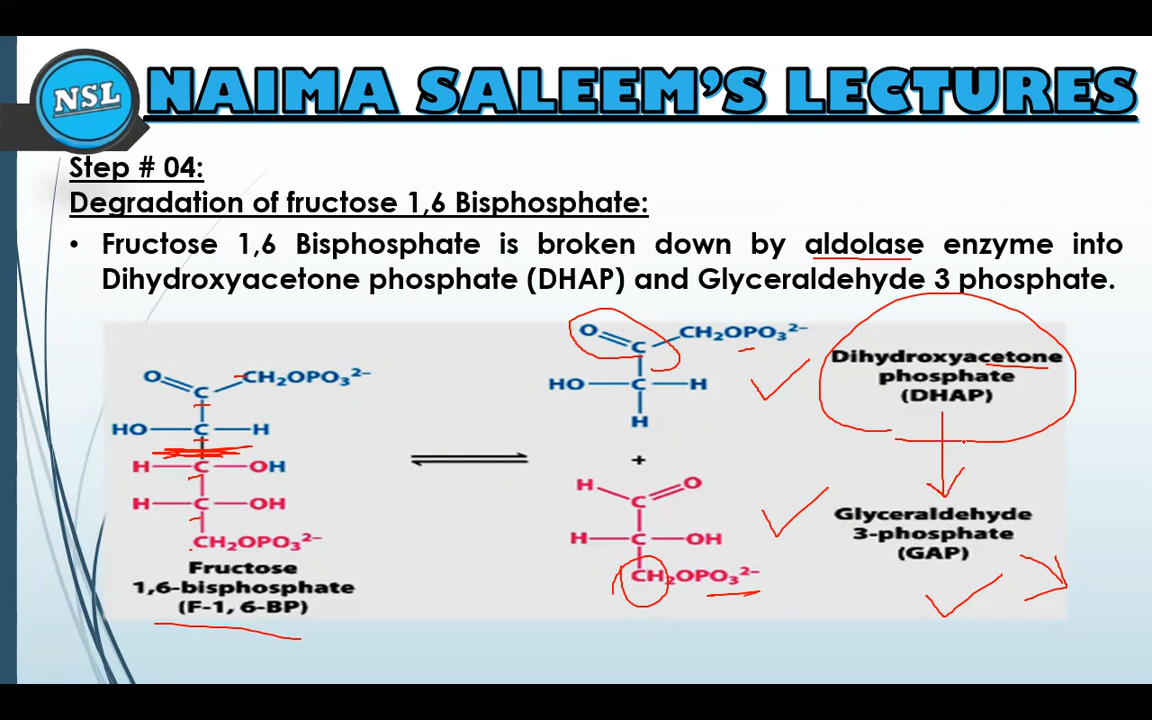 NSL
NAIMA SALEEM'S LECTURES
Step # 04:
Degradation of fructose 1,6 Bisphosphate:
• Fructose 1,6 Bisphosphate is broken down by aldolase enzyme into
Dihydroxyacetone phosphate (DHAP) and Glyceraldehyde 3 phosphate.
O C CH₂OPO₃²⁻
HO C H
H C OH
H C OH
CH₂OPO₃²⁻
Fructose
1,6-bisphosphate
(F-1, 6-BP)
O C CH₂OPO₃²⁻
HO C H
H
+
H C O
H C OH
CH₂OPO₃²⁻
Dihydroxyacetone
phosphate
(DHAP)
Glyceraldehyde
3-phosphate
(GAP)